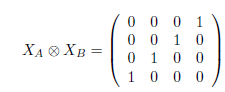 0 0 0 1
0 0 1 0
X_A ⊗ X_B =
0 1 0 0
1 0 0 0